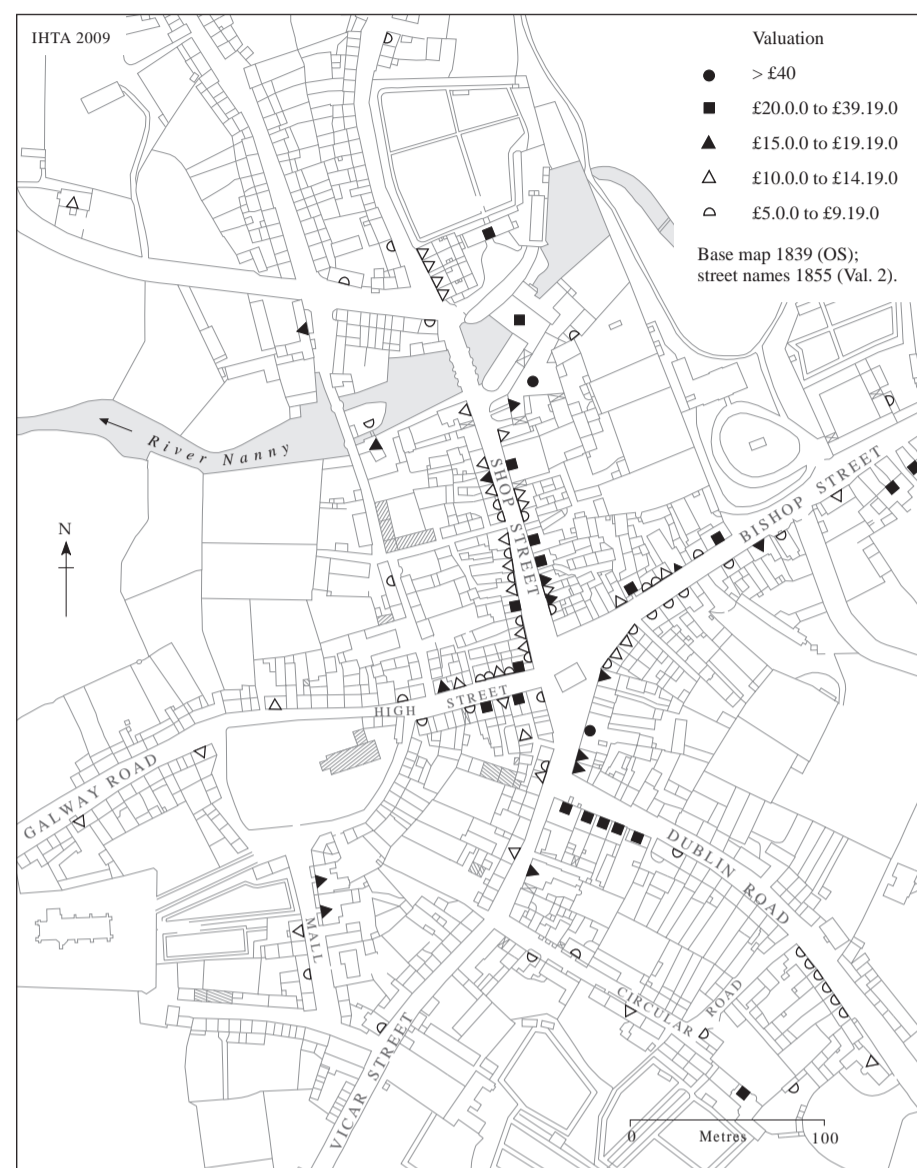 IHTA 2009
Valuation
> £40
£20.0.0 to £39.19.0
£15.0.0 to £19.19.0
£10.0.0 to £14.19.0
£5.0.0 to £9.19.0
Base map 1839 (OS);
street names 1855 (Val. 2).
River Nanny
N
SHOP STREET
BISHOP STREET
HIGH STREET
GALWAY ROAD
DUBLIN ROAD
MALL
CIRCULAR ROAD
VICAR STREET
0 Metres 100